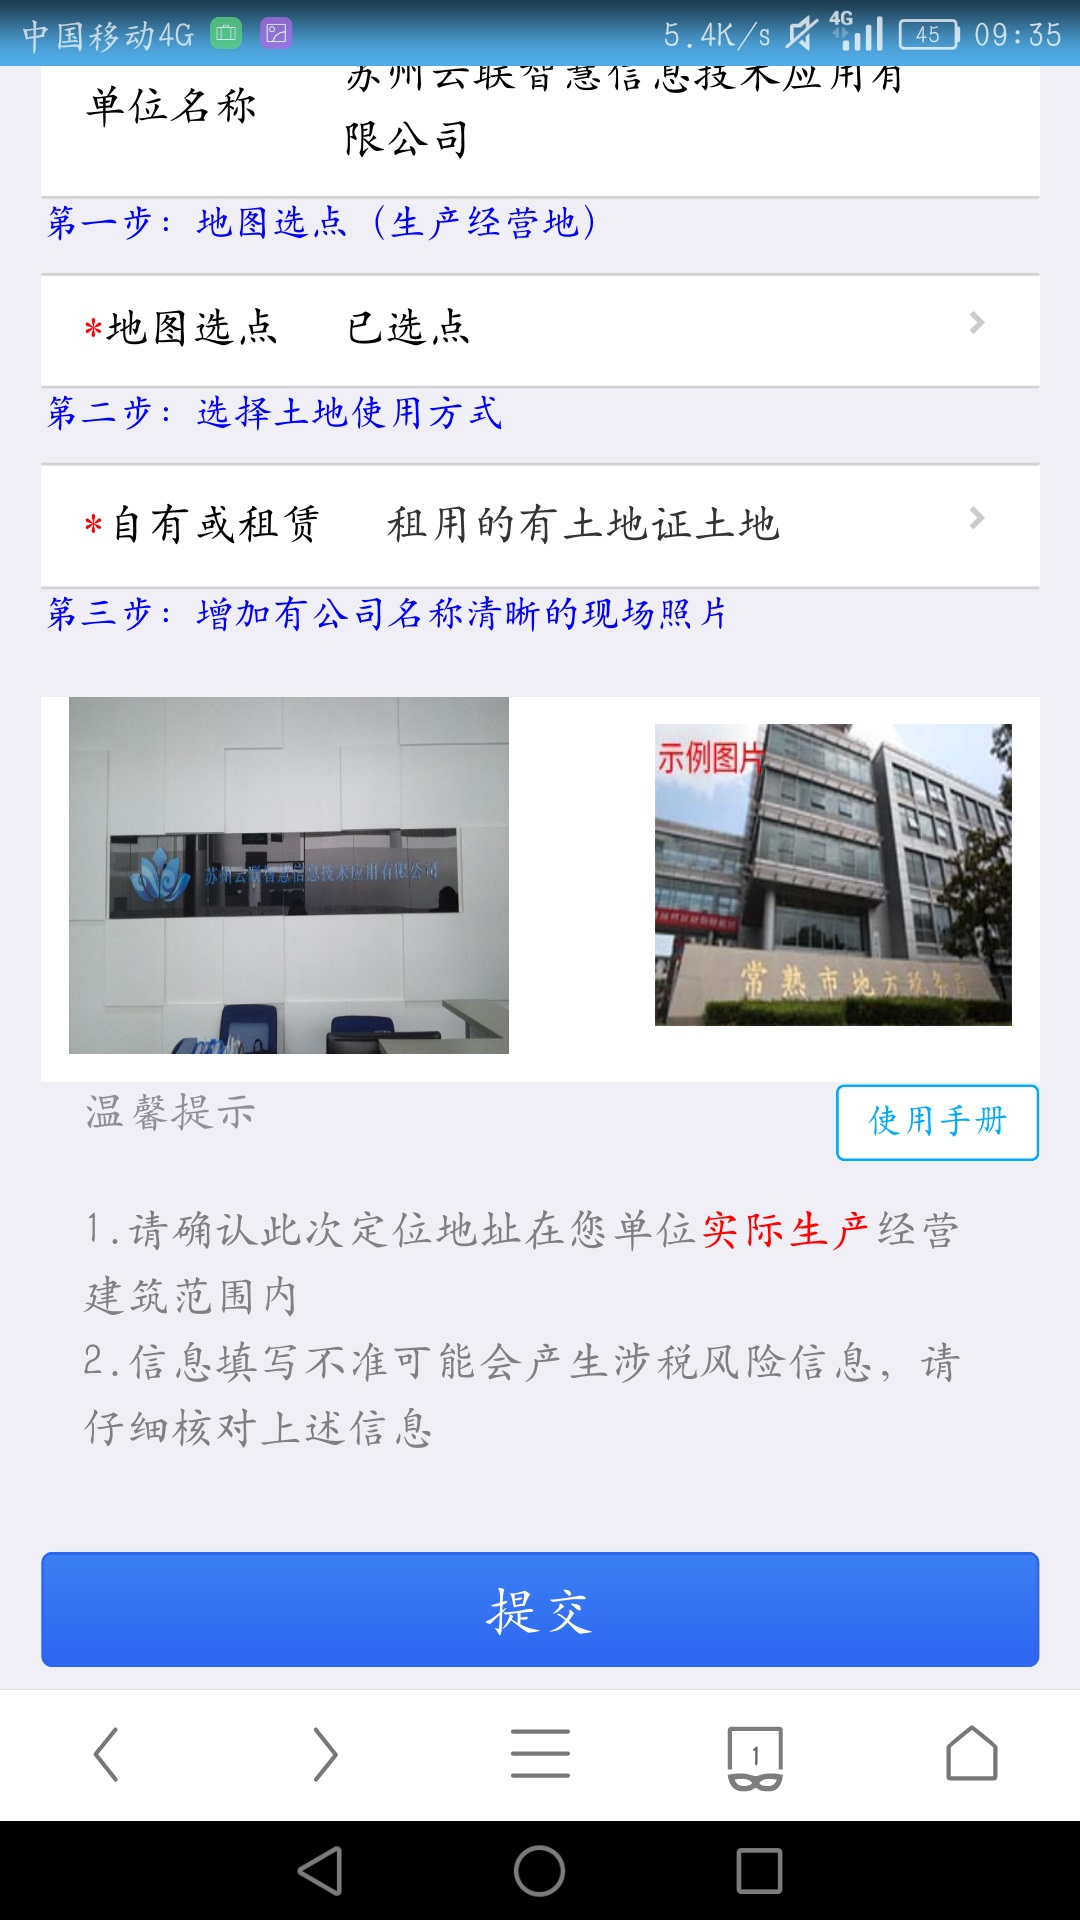 中国移动4G 5.4K/s 4G 45 09:35
单位名称
苏州云联智慧信息技术应用有
限公司
第一步：地图选点（生产经营地）
*地图选点 已选点
第二步：选择土地使用方式
*自有或租赁 租用的有土地证土地
第三步：增加有公司名称清晰的现场照片
苏州云联智慧信息技术应用有限公司
示例图片
常熟市地方税务局
温馨提示
使用手册
1.请确认此次定位地址在您单位实际生产经营
建筑范围内
2.信息填写不准可能会产生涉税风险信息，请
仔细核对上述信息
提交
1